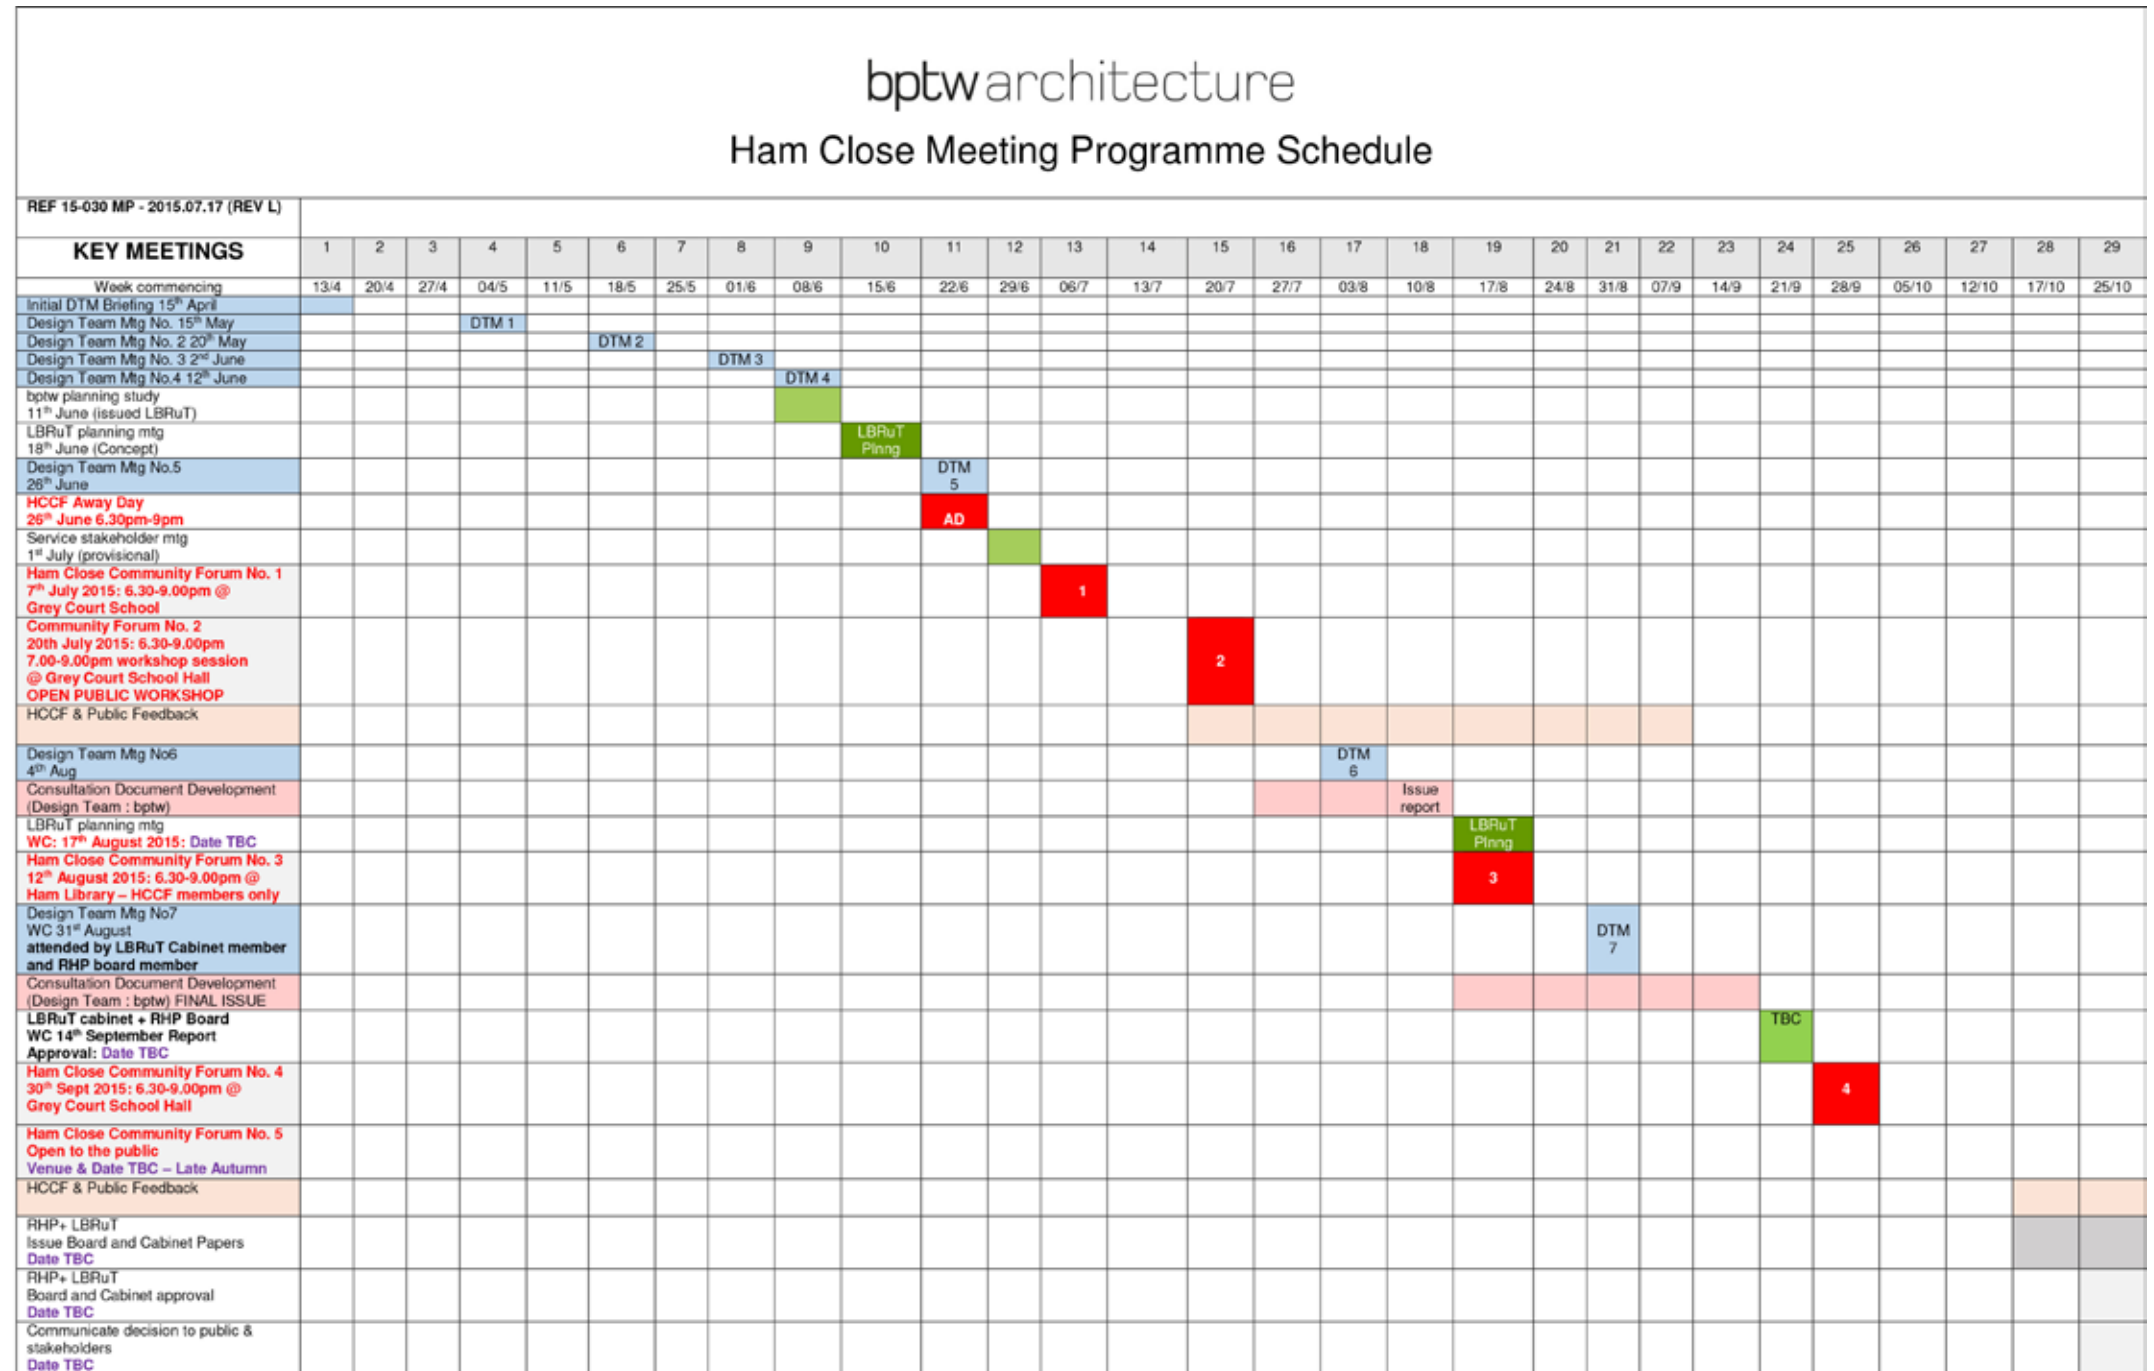 bptw architecture
Ham Close Meeting Programme Schedule
REF 15-030 MP - 2015.07.17 (REV L)
KEY MEETINGS 1 2 3 4 5 6 7 8 9 10 11 12 13 14 15 16 17 18 19 20 21 22 23 24 25 26 27 28 29
Week commencing 13/4 20/4 27/4 04/5 11/5 18/5 25/5 01/6 08/6 15/6 22/6 29/6 06/7 13/7 20/7 27/7 03/8 10/8 17/8 24/8 31/8 07/9 14/9 21/9 28/9 05/10 12/10 17/10 25/10
Initial DTM Briefing 15th April
Design Team Mtg No. 15th May DTM 1
Design Team Mtg No. 2 20th May DTM 2
Design Team Mtg No. 3 2nd June DTM 3
Design Team Mtg No.4 12th June DTM 4
bptw planning study
11th June (issued LBRuT)
LBRuT planning mtg LBRuT
18th June (Concept) Plnng
Design Team Mtg No.5 DTM
26th June 5
HCCF Away Day
26th June 6.30pm-9pm AD
Service stakeholder mtg
1st July (provisional)
Ham Close Community Forum No. 1
7th July 2015: 6.30-9.00pm @ 1
Grey Court School
Community Forum No. 2
20th July 2015: 6.30-9.00pm
7.00-9.00pm workshop session 2
@ Grey Court School Hall
OPEN PUBLIC WORKSHOP
HCCF & Public Feedback
Design Team Mtg No6 DTM
4th Aug 6
Consultation Document Development Issue
(Design Team : bptw) report
LBRuT planning mtg LBRuT
WC: 17th August 2015: Date TBC Plnng
Ham Close Community Forum No. 3
12th August 2015: 6.30-9.00pm @ 3
Ham Library – HCCF members only
Design Team Mtg No7
WC 31st August DTM
attended by LBRuT Cabinet member 7
and RHP board member
Consultation Document Development
(Design Team : bptw) FINAL ISSUE
LBRuT cabinet + RHP Board TBC
WC 14th September Report
Approval: Date TBC
Ham Close Community Forum No. 4
30th Sept 2015: 6.30-9.00pm @ 4
Grey Court School Hall
Ham Close Community Forum No. 5
Open to the public
Venue & Date TBC – Late Autumn
HCCF & Public Feedback
RHP+ LBRuT
Issue Board and Cabinet Papers
Date TBC
RHP+ LBRuT
Board and Cabinet approval
Date TBC
Communicate decision to public &
stakeholders
Date TBC